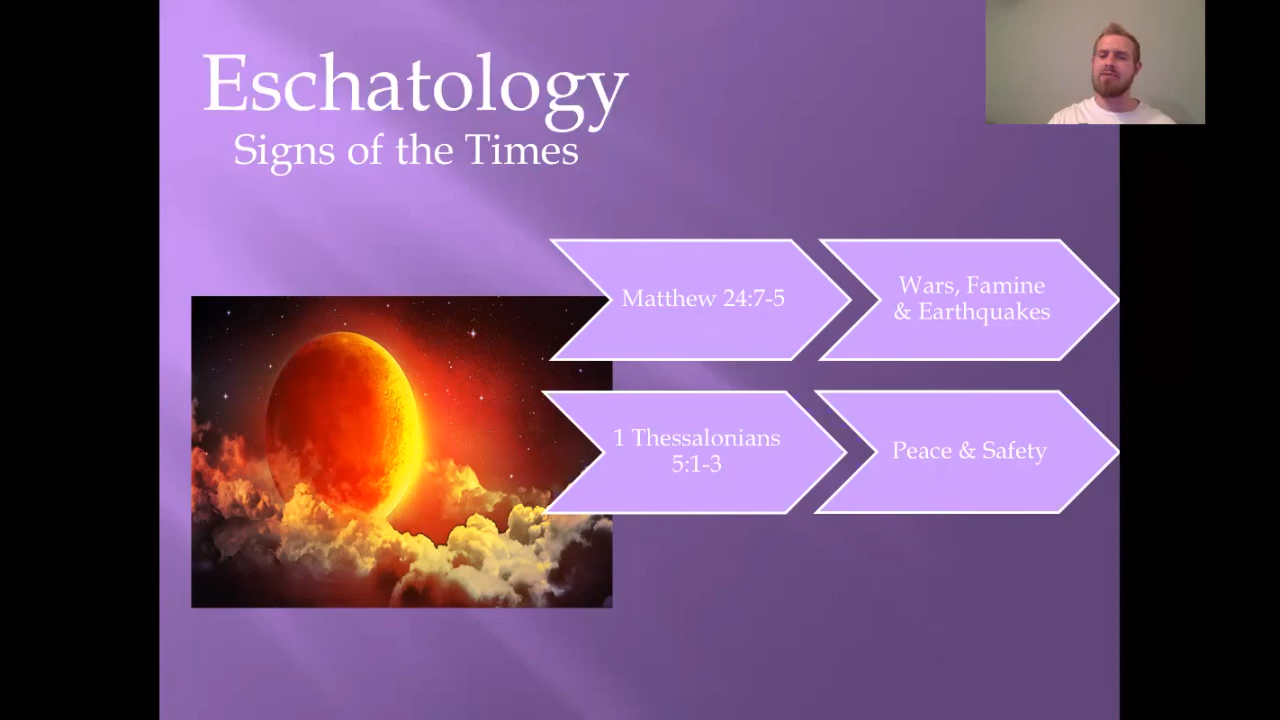 Eschatology
Signs of the Times
Matthew 24:7-5
Wars, Famine
& Earthquakes
1 Thessalonians
5:1-3
Peace & Safety